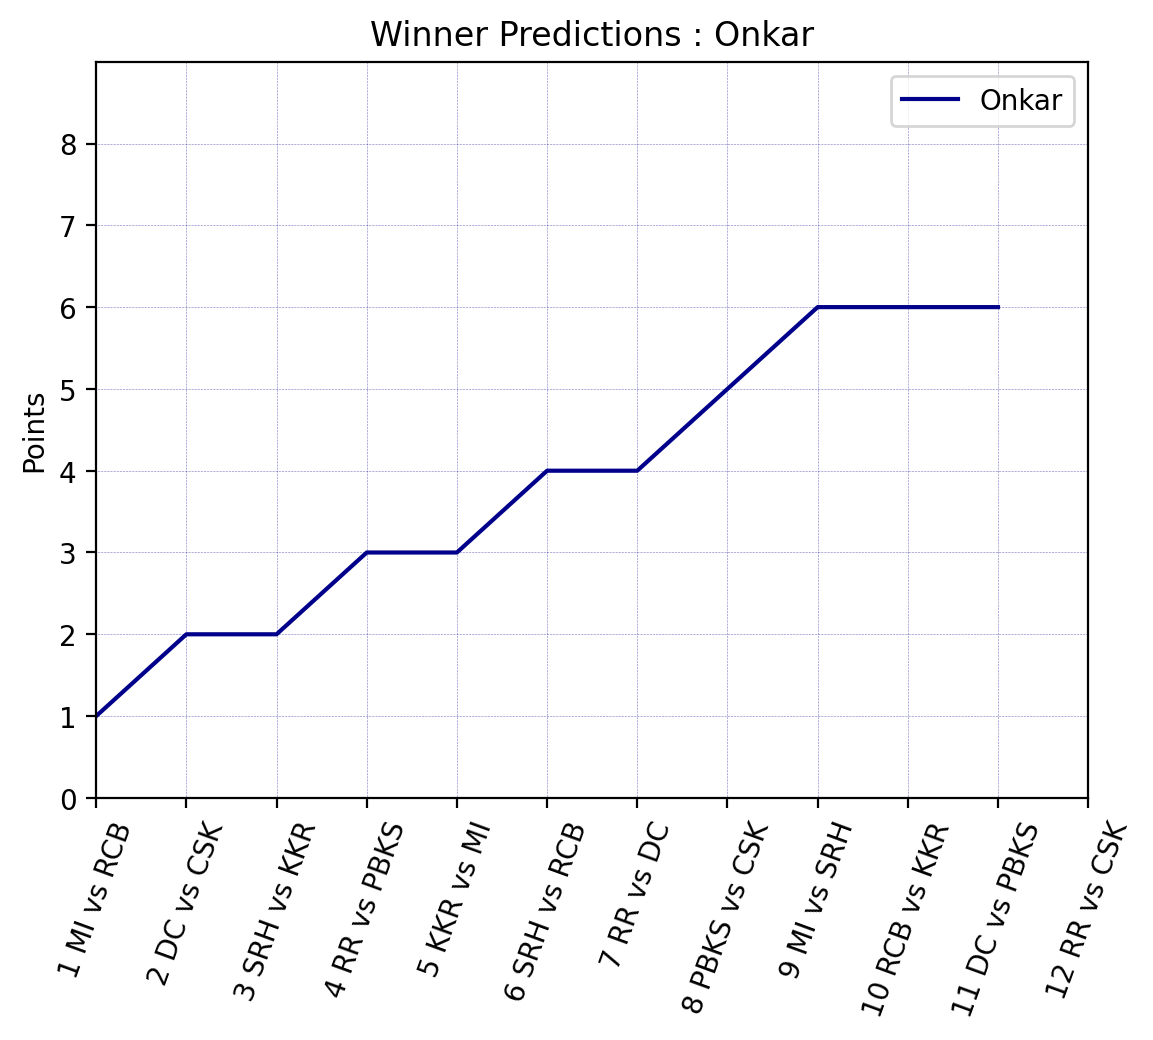 Winner Predictions : Onkar
Onkar
Points
8
7
6
5
4
3
2
1
0
1 MI vs RCB
2 DC vs CSK
3 SRH vs KKR
4 RR vs PBKS
5 KKR vs MI
6 SRH vs RCB
7 RR vs DC
8 PBKS vs CSK
9 MI vs SRH
10 RCB vs KKR
11 DC vs PBKS
12 RR vs CSK